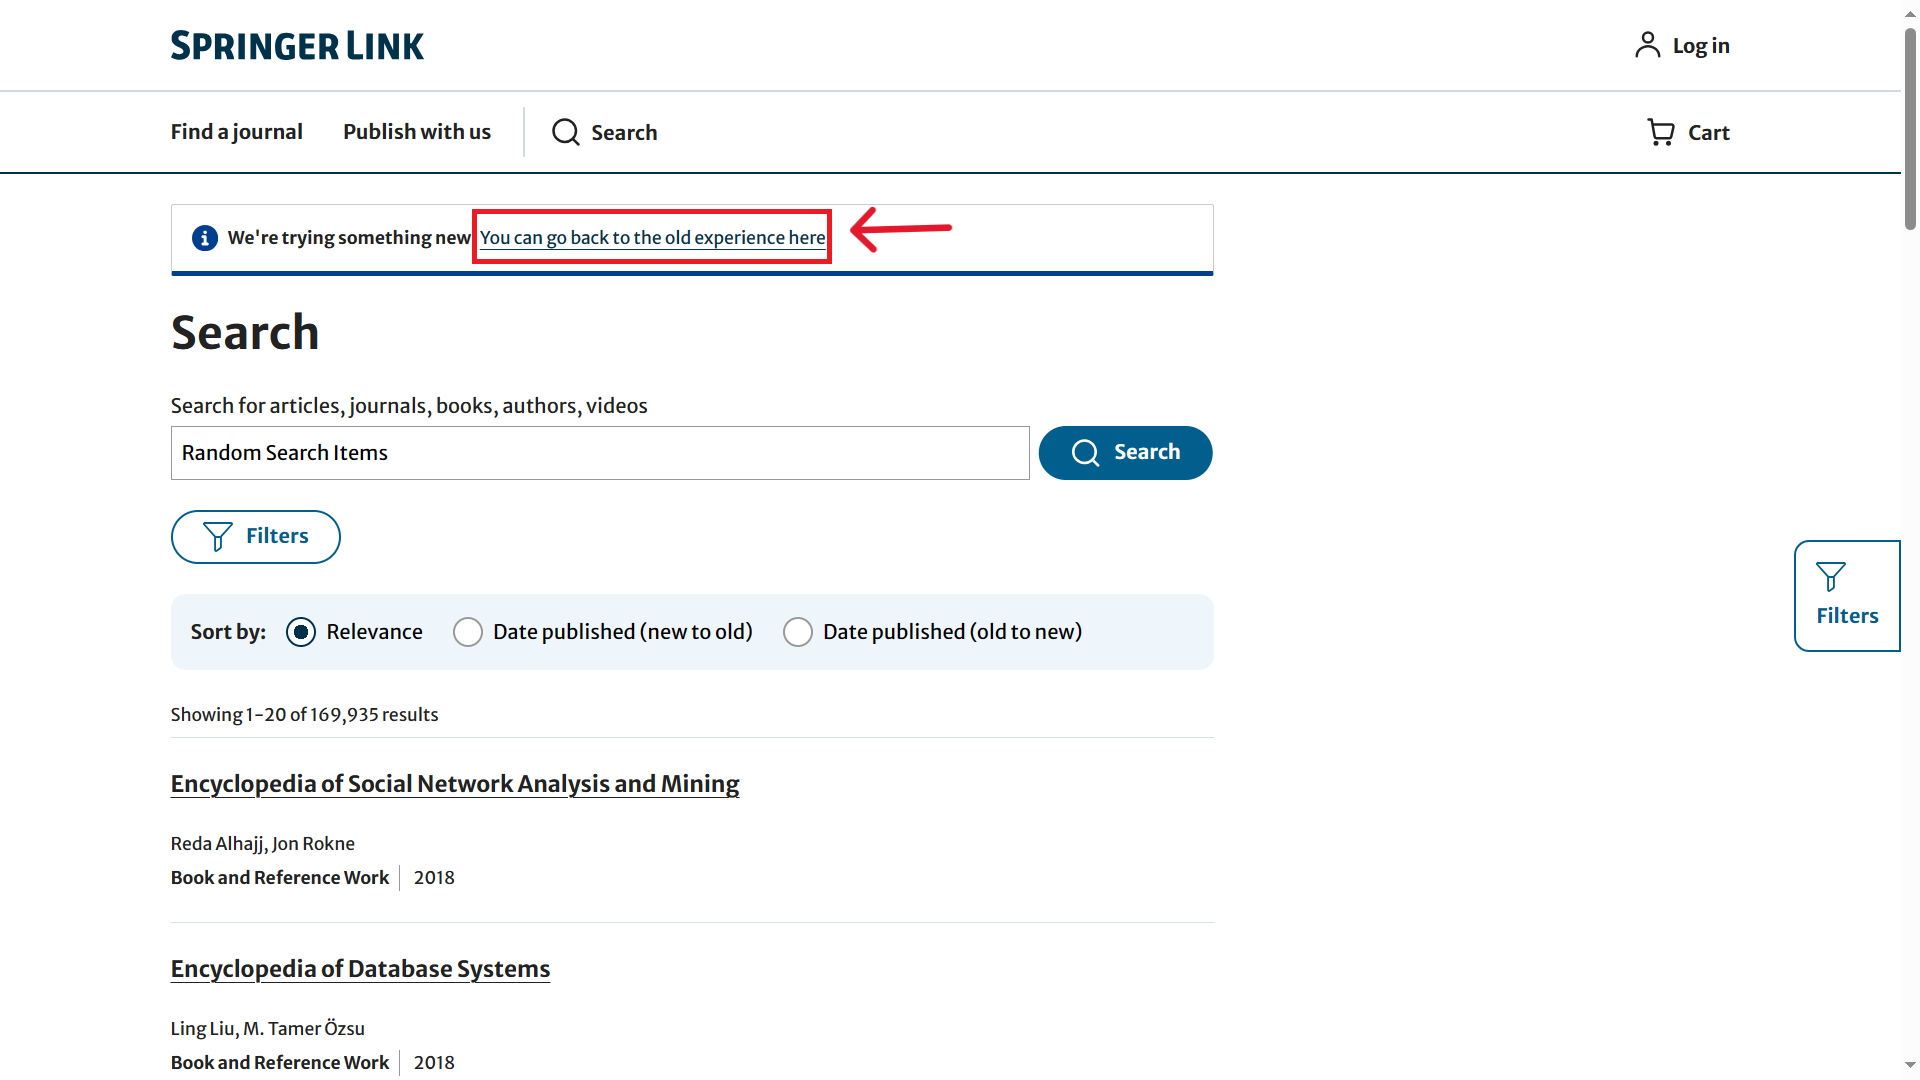 SPRINGER LINK
Log in
Find a journal
Publish with us
Search
Cart
We're trying something new
You can go back to the old experience here
Search
Search for articles, journals, books, authors, videos
Random Search Items
Search
Filters
Sort by:
Relevance
Date published (new to old)
Date published (old to new)
Filters
Showing 1-20 of 169,935 results
Encyclopedia of Social Network Analysis and Mining
Reda Alhajj, Jon Rokne
Book and Reference Work
2018
Encyclopedia of Database Systems
Ling Liu, M. Tamer Özsu
Book and Reference Work
2018